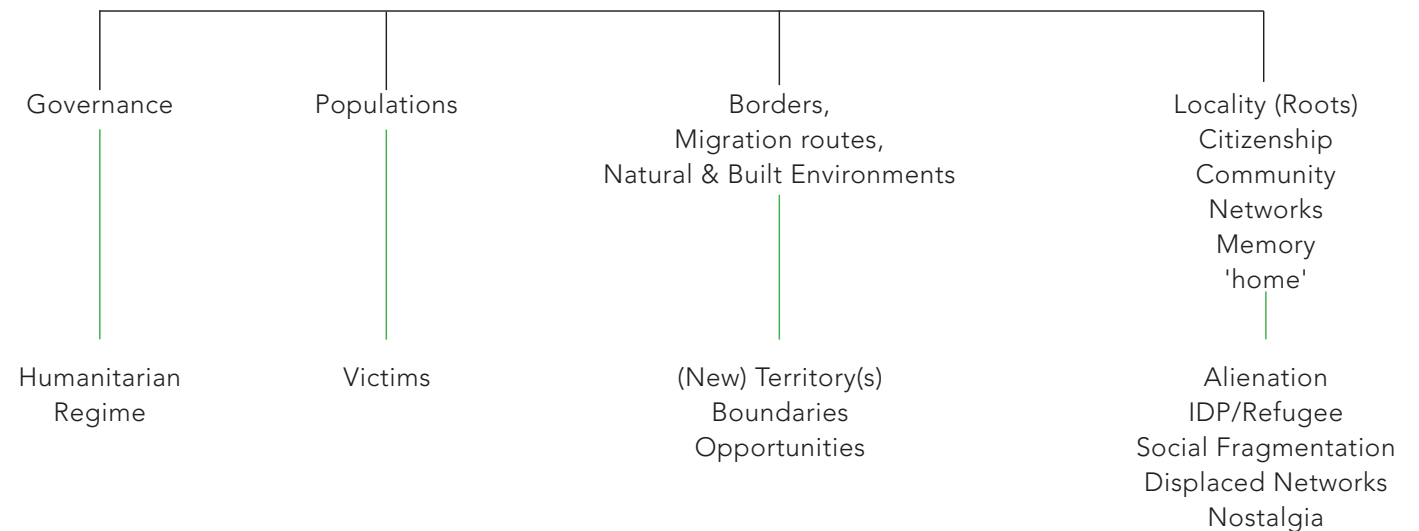 Governance
Populations
Borders,
Migration routes,
Natural & Built Environments
Locality (Roots)
Citizenship
Community
Networks
Memory
'home'
Humanitarian
Regime
Victims
(New) Territory(s)
Boundaries
Opportunities
Alienation
IDP/Refugee
Social Fragmentation
Displaced Networks
Nostalgia